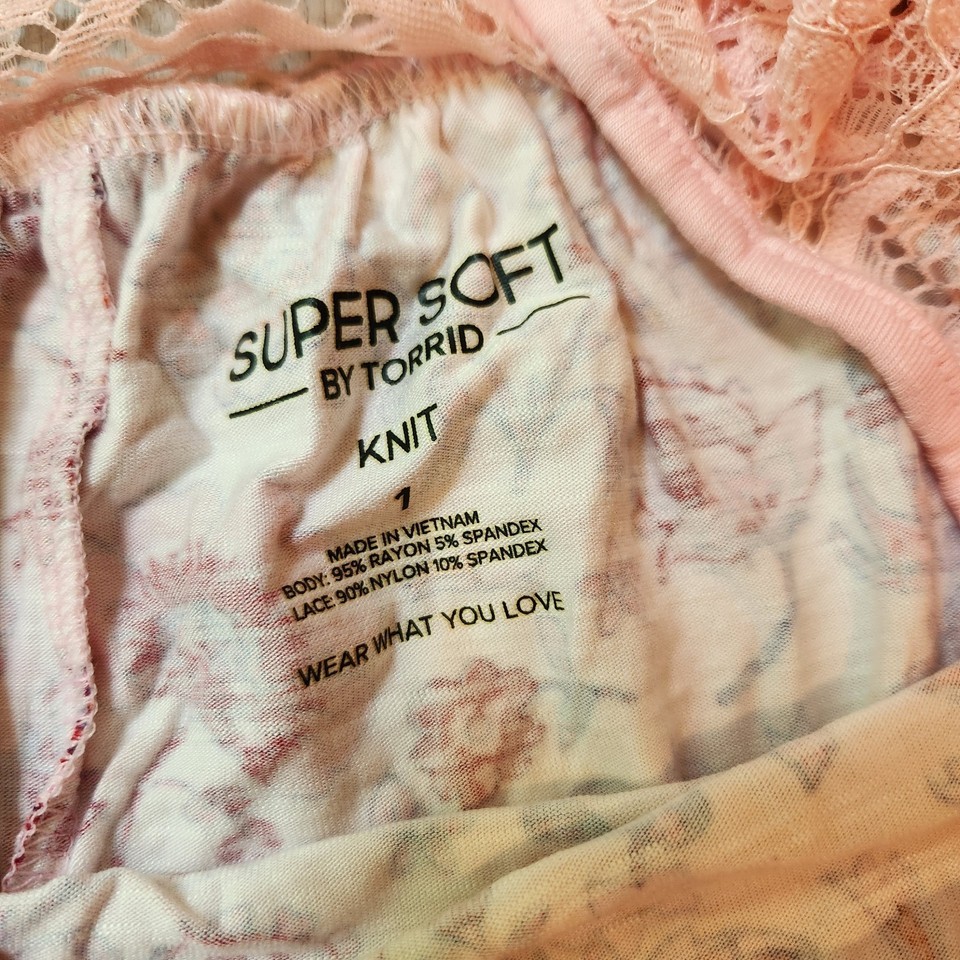 SUPER SOFT
BY TORRID
KNIT
1
MADE IN VIETNAM
BODY: 95% RAYON 5% SPANDEX
LACE: 90% NYLON 10% SPANDEX
WEAR WHAT YOU LOVE